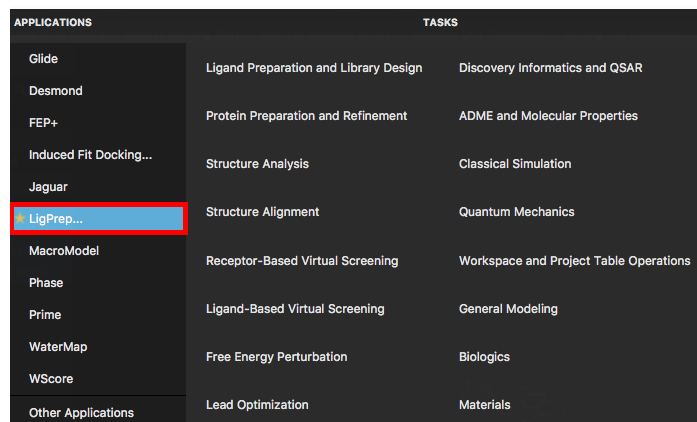 APPLICATIONS
TASKS
Glide
Desmond
FEP+
Induced Fit Docking...
Jaguar
LigPrep...
MacroModel
Phase
Prime
WaterMap
WScore
Other Applications
Ligand Preparation and Library Design
Protein Preparation and Refinement
Structure Analysis
Structure Alignment
Receptor-Based Virtual Screening
Ligand-Based Virtual Screening
Free Energy Perturbation
Lead Optimization
Discovery Informatics and QSAR
ADME and Molecular Properties
Classical Simulation
Quantum Mechanics
Workspace and Project Table Operations
General Modeling
Biologics
Materials